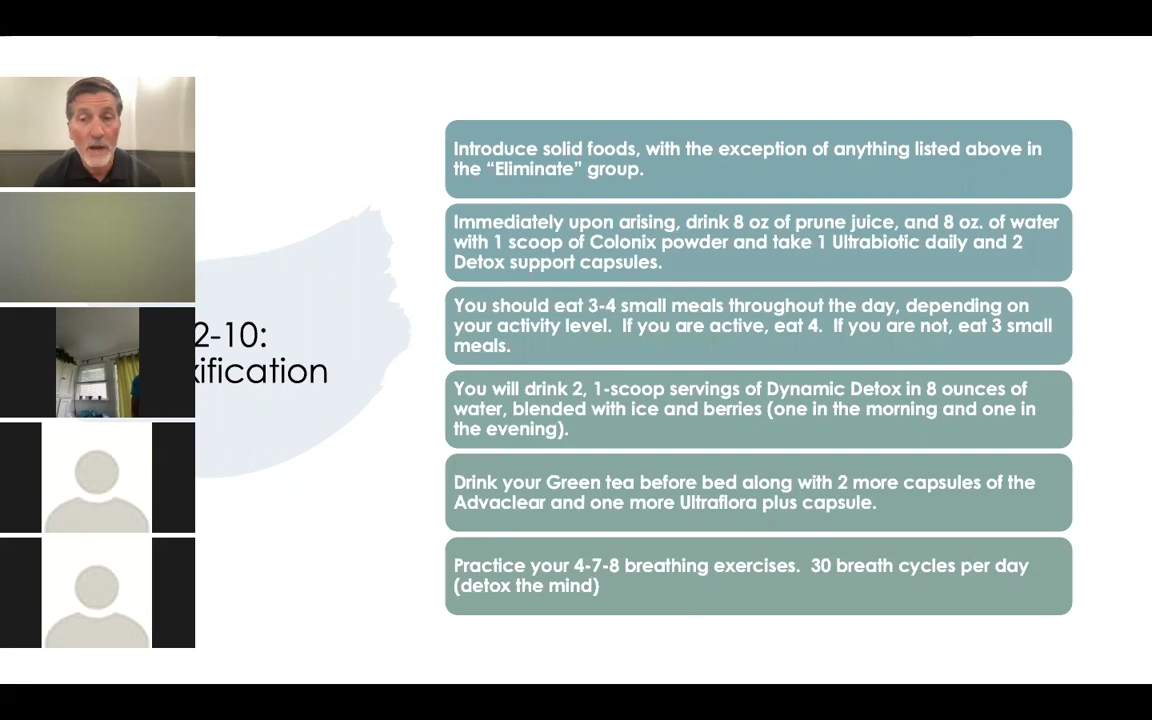 2-10:
xification
Introduce solid foods, with the exception of anything listed above in
the “Eliminate” group.
Immediately upon arising, drink 8 oz of prune juice, and 8 oz. of water
with 1 scoop of Colonix powder and take 1 Ultrabiotic daily and 2
Detox support capsules.
You should eat 3-4 small meals throughout the day, depending on
your activity level.  If you are active, eat 4.  If you are not, eat 3 small
meals.
You will drink 2, 1-scoop servings of Dynamic Detox in 8 ounces of
water, blended with ice and berries (one in the morning and one in
the evening).
Drink your Green tea before bed along with 2 more capsules of the
Advaclear and one more Ultraflora plus capsule.
Practice your 4-7-8 breathing exercises.  30 breath cycles per day
(detox the mind)